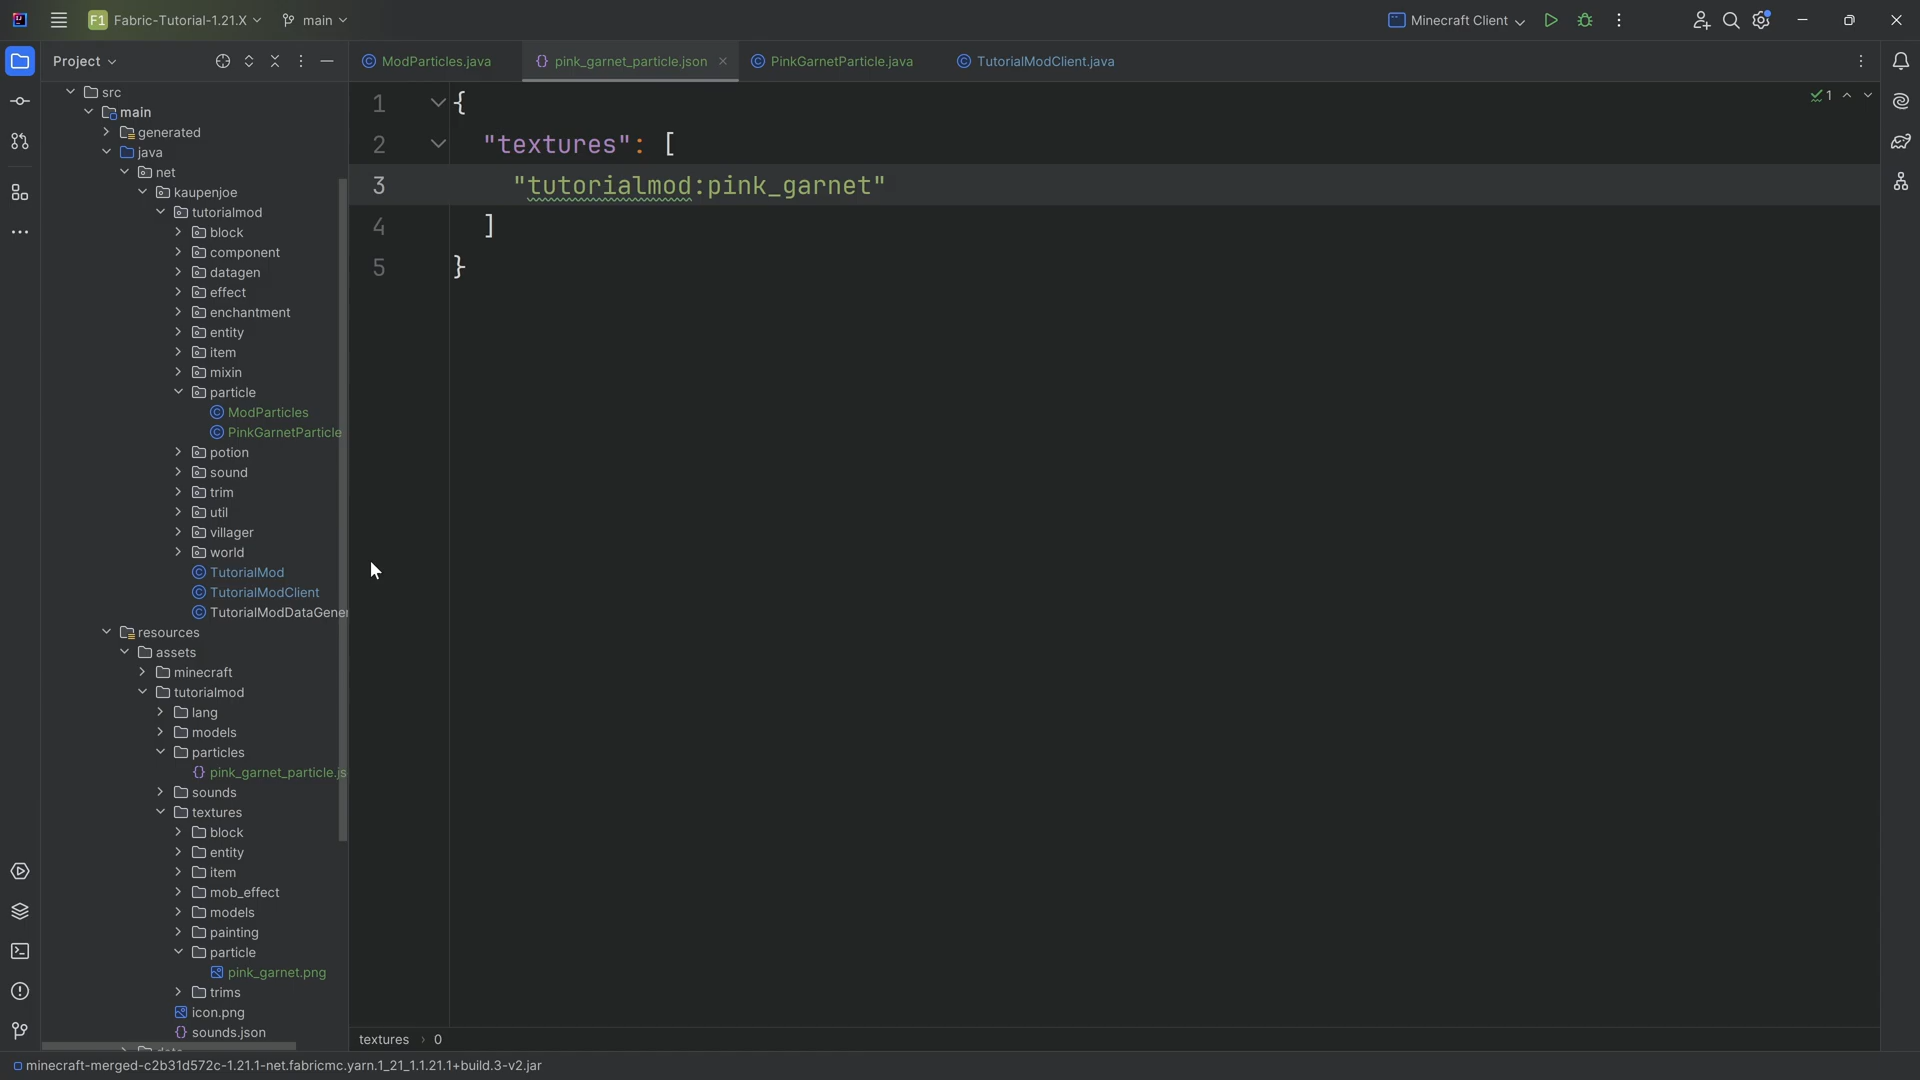 F1 Fabric-Tutorial-1.21.X main Minecraft Client
Project
ModParticles.java pink_garnet_particle.json PinkGarnetParticle.java TutorialModClient.java
src
main
generated
java
net
kaupenjoe
tutorialmod
block
component
datagen
effect
enchantment
entity
item
mixin
particle
ModParticles
PinkGarnetParticle
potion
sound
trim
util
villager
world
TutorialMod
TutorialModClient
TutorialModDataGener
resources
assets
minecraft
tutorialmod
lang
models
particles
pink_garnet_particle.js
sounds
textures
block
entity
item
mob_effect
models
painting
particle
pink_garnet.png
trims
icon.png
sounds.json
1 {
2 "textures": [
3 "tutorialmod:pink_garnet"
4 ]
5 }
1
textures › 0
minecraft-merged-c2b31d572c-1.21.1-net.fabricmc.yarn.1_21_1.1.21.1+build.3-v2.jar